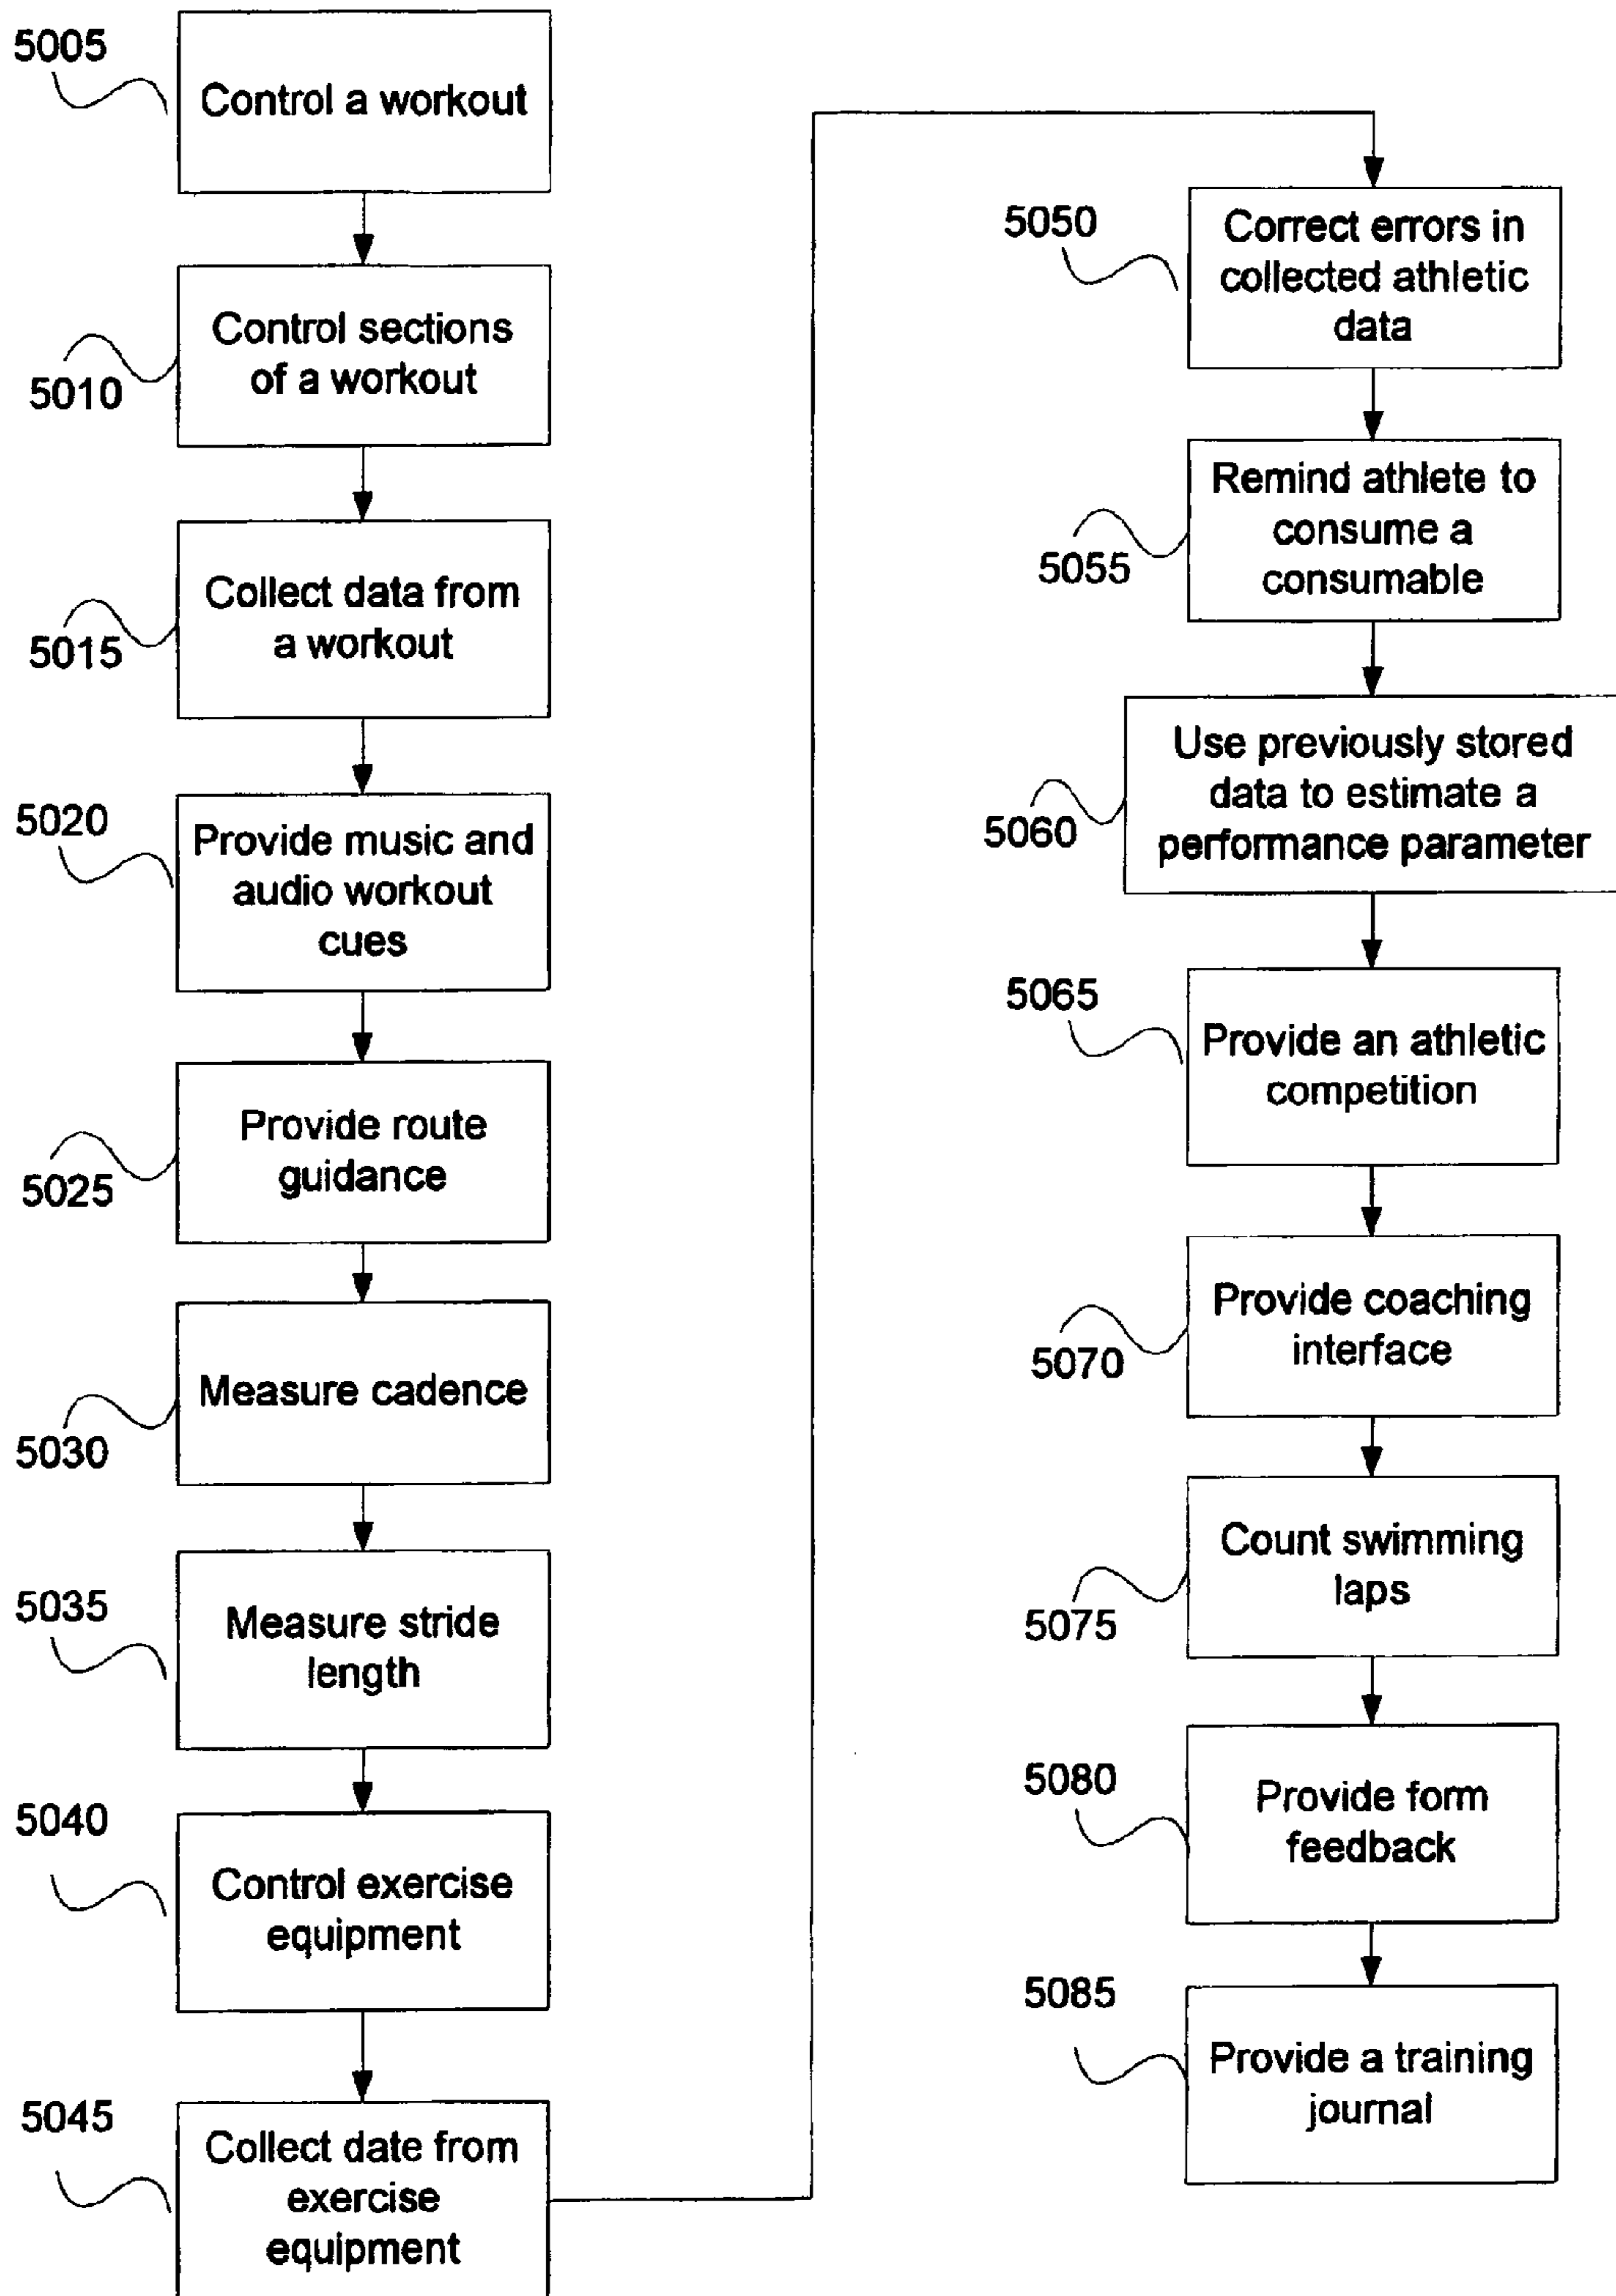 5005
Control a workout
5010
Control sections
of a workout
5015
Collect data from
a workout
5020
Provide music and
audio workout
cues
5025
Provide route
guidance
5030
Measure cadence
5035
Measure stride
length
5040
Control exercise
equipment
5045
Collect date from
exercise
equipment
5050
Correct errors in
collected athletic
data
5055
Remind athlete to
consume a
consumable
5060
Use previously stored
data to estimate a
performance parameter
5065
Provide an athletic
competition
5070
Provide coaching
interface
5075
Count swimming
laps
5080
Provide form
feedback
5085
Provide a training
journal